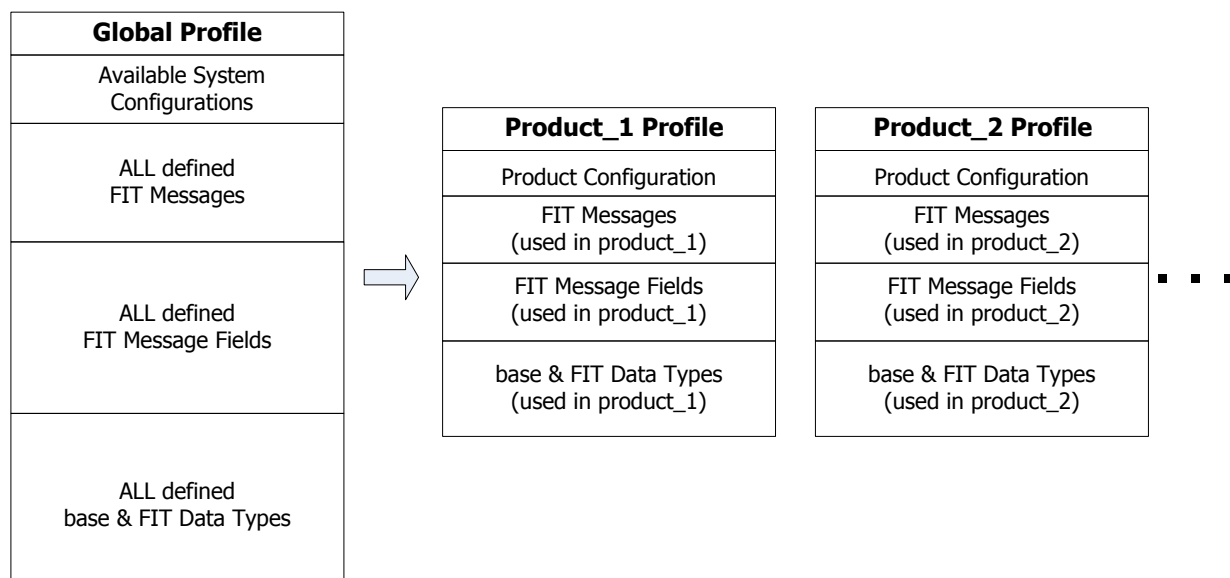 Global Profile
Available System
Configurations
ALL defined
FIT Messages
ALL defined
FIT Message Fields
ALL defined
base & FIT Data Types
Product_1 Profile
Product Configuration
FIT Messages
(used in product_1)
FIT Message Fields
(used in product_1)
base & FIT Data Types
(used in product_1)
Product_2 Profile
Product Configuration
FIT Messages
(used in product_2)
FIT Message Fields
(used in product_2)
base & FIT Data Types
(used in product_2)